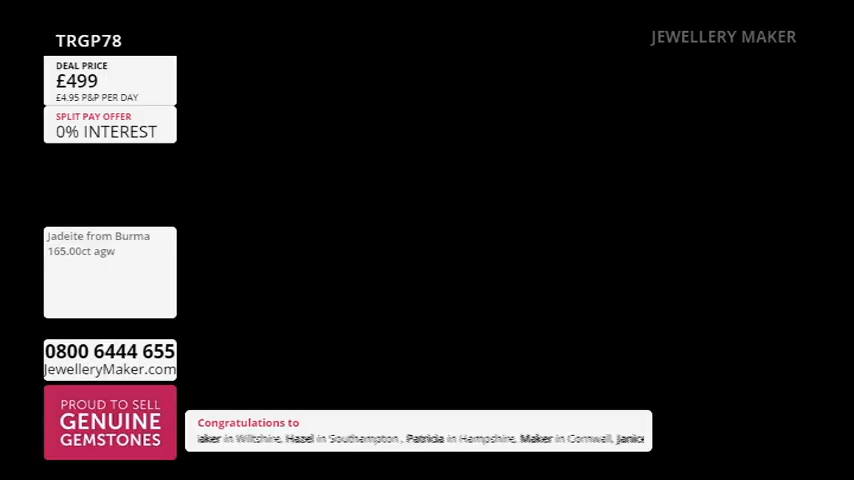 TRGP78
JEWELLERY MAKER
DEAL PRICE
£499
£4.95 P&P PER DAY
SPLIT PAY OFFER
0% INTEREST
Jadeite from Burma
165.00ct agw
0800 6444 655
JewelleryMaker.com
PROUD TO SELL
GENUINE
GEMSTONES
Congratulations to
aker in Wiltshire, Hazel in Southampton , Patricia in Hampshire, Maker in Cornwall, Janice